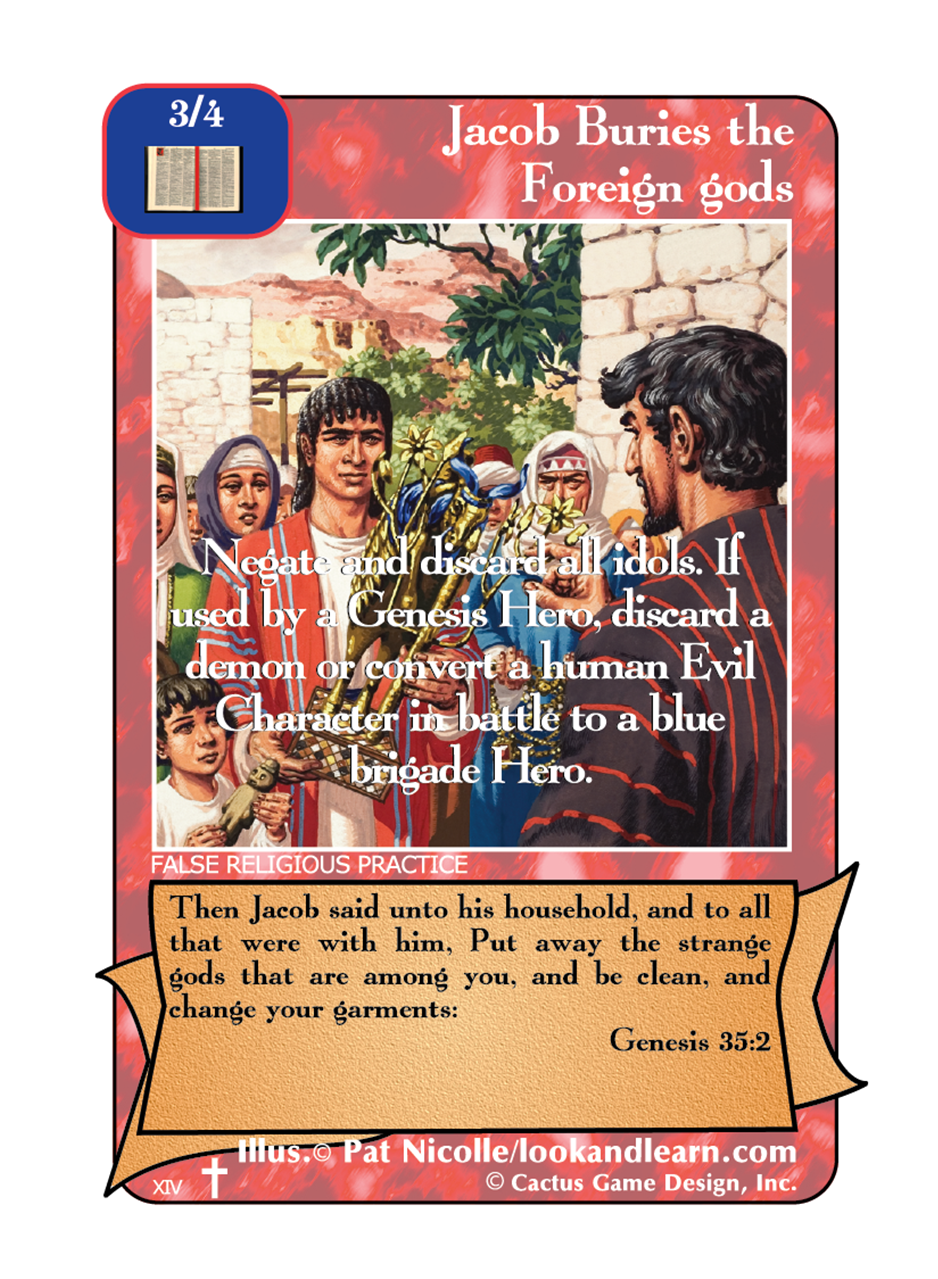 3/4
Jacob Buries the
Foreign gods
Negate and discard all idols. If
used by a Genesis Hero, discard a
demon or convert a human Evil
Character in battle to a blue
brigade Hero.
FALSE RELIGIOUS PRACTICE
Then Jacob said unto his household, and to all
that were with him, Put away the strange
gods that are among you, and be clean, and
change your garments:
Genesis 35:2
Illus.© Pat Nicolle/lookandlearn.com
XIV
© Cactus Game Design, Inc.